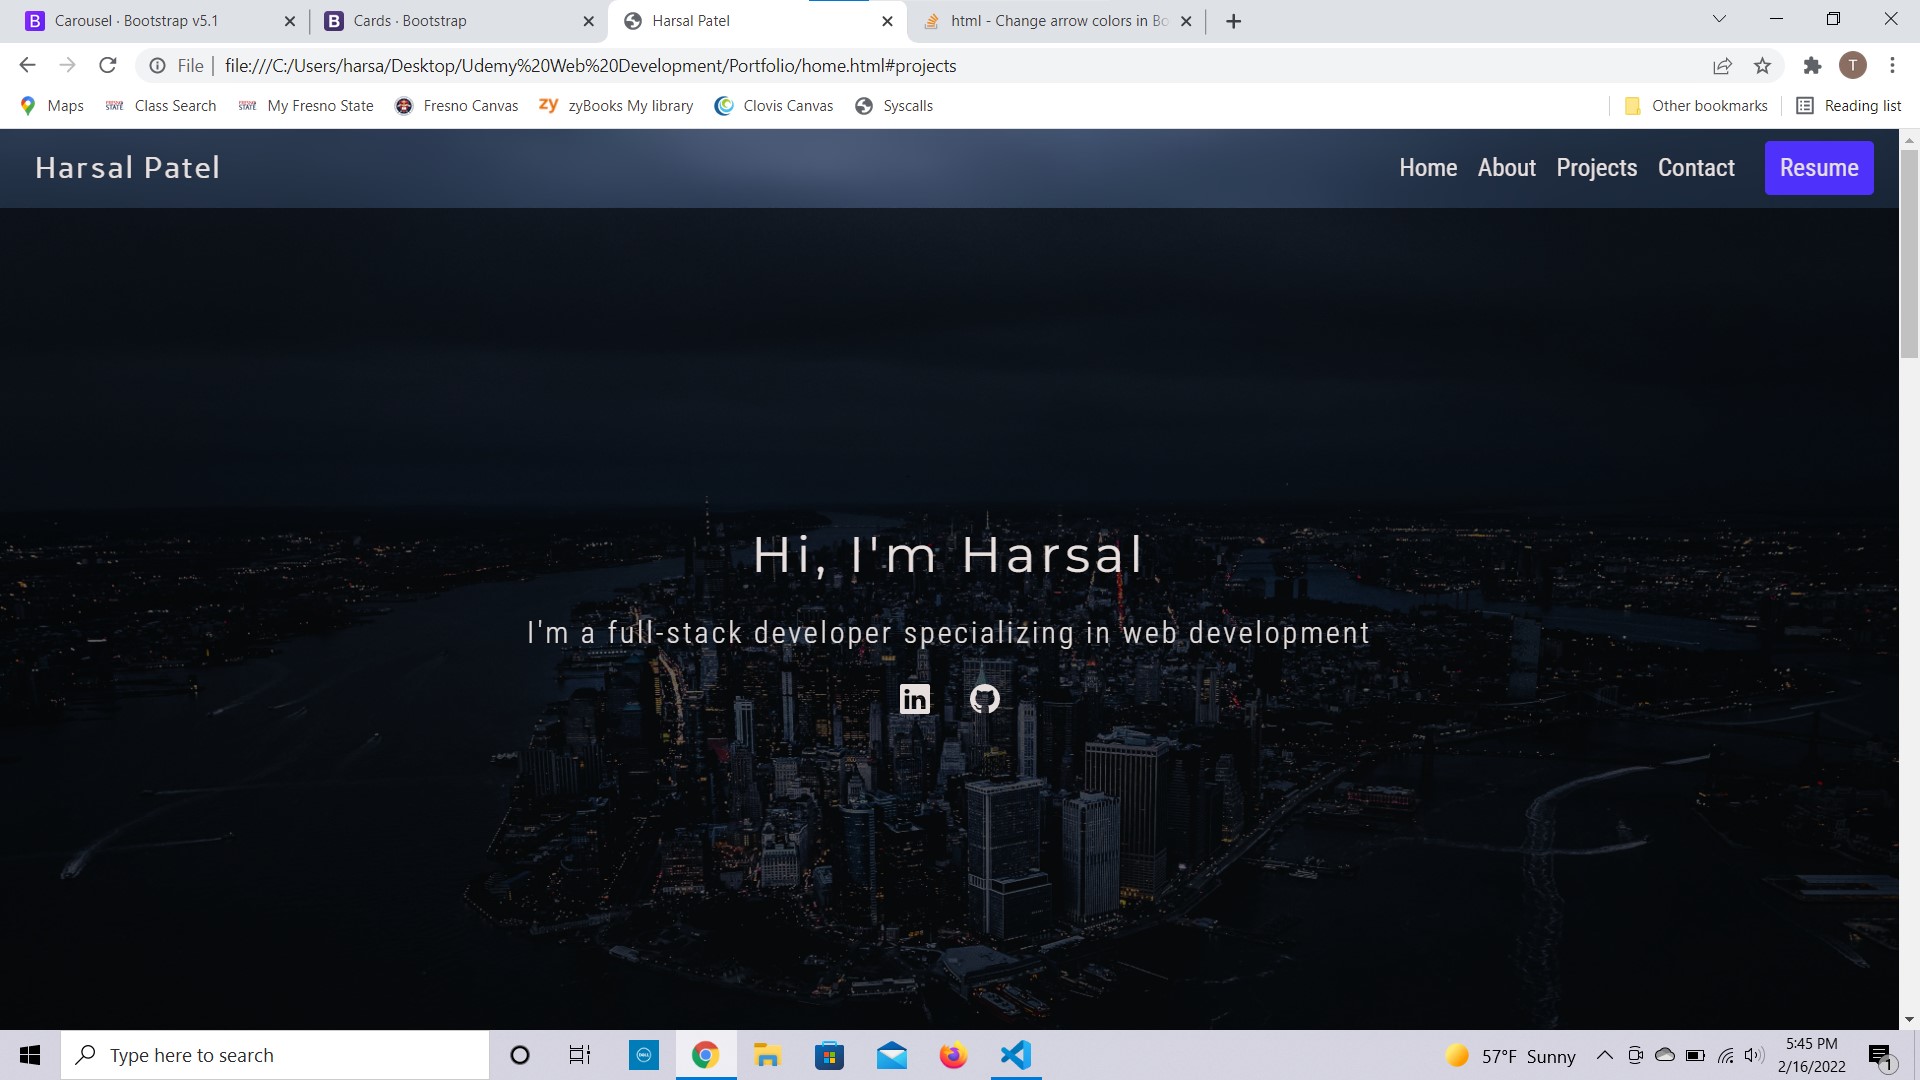 Carousel · Bootstrap v5.1
Cards · Bootstrap
Harsal Patel
html - Change arrow colors in Bo
File
file:///C:/Users/harsa/Desktop/Udemy%20Web%20Development/Portfolio/home.html#projects
T
Maps
Class Search
My Fresno State
Fresno Canvas
zy zyBooks My library
Clovis Canvas
Syscalls
Other bookmarks
Reading list
Harsal Patel
Home
About
Projects
Contact
Resume
Hi, I'm Harsal
I'm a full-stack developer specializing in web development
in
Type here to search
57°F Sunny
5:45 PM
2/16/2022
1